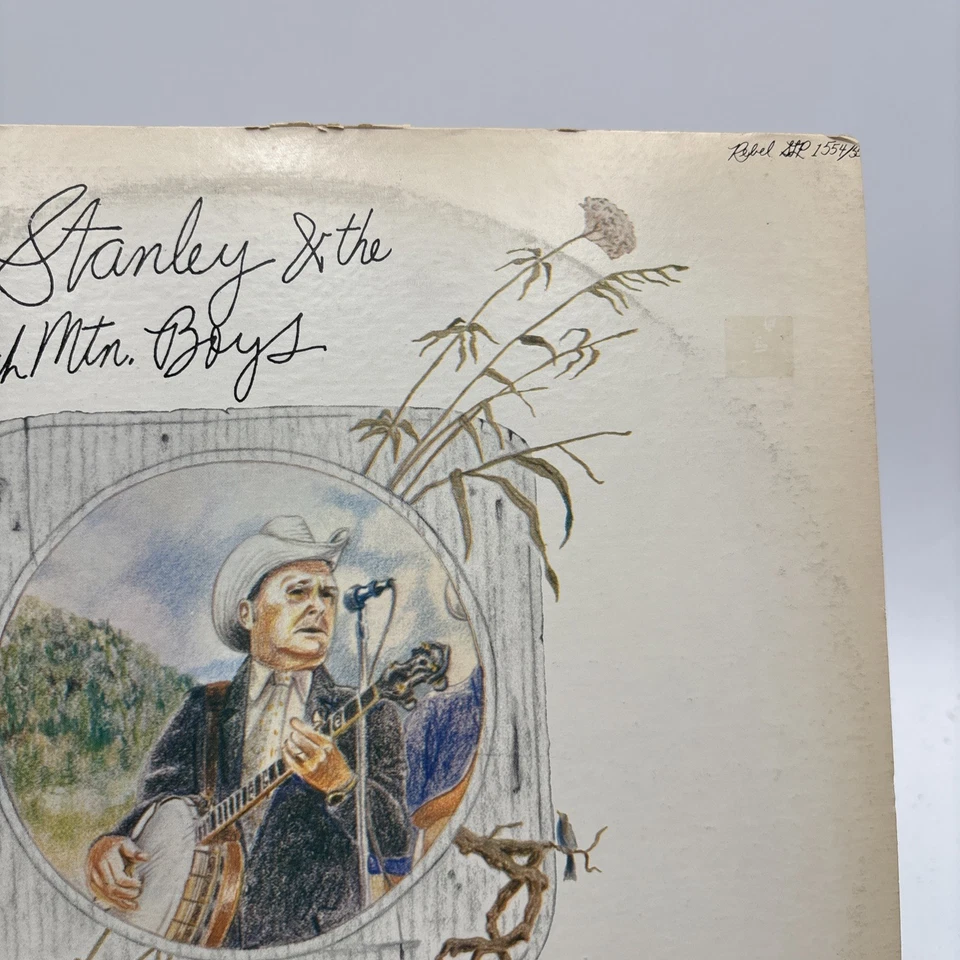 Rebel SLP 1554/5
Stanley & the
h Mtn. Boys